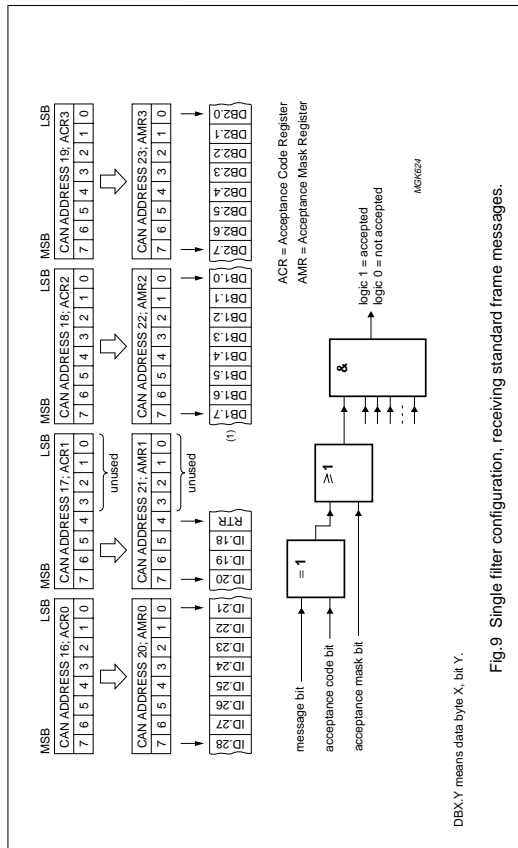 MSB LSB MSB LSB MSB LSB MSB LSB
CAN ADDRESS 16; ACR0 CAN ADDRESS 17; ACR1 CAN ADDRESS 18; ACR2 CAN ADDRESS 19; ACR3
7 6 5 4 3 2 1 0 7 6 5 4 3 2 1 0 7 6 5 4 3 2 1 0 7 6 5 4 3 2 1 0
unused
CAN ADDRESS 20; AMR0 CAN ADDRESS 21; AMR1 CAN ADDRESS 22; AMR2 CAN ADDRESS 23; AMR3
7 6 5 4 3 2 1 0 7 6 5 4 3 2 1 0 7 6 5 4 3 2 1 0 7 6 5 4 3 2 1 0
unused
ID.28 ID.27 ID.26 ID.25 ID.24 ID.23 ID.22 ID.21 ID.20 ID.19 ID.18 RTR (1) DB1.7 DB1.6 DB1.5 DB1.4 DB1.3 DB1.2 DB1.1 DB1.0 DB2.7 DB2.6 DB2.5 DB2.4 DB2.3 DB2.2 DB2.1 DB2.0
ACR = Acceptance Code Register
AMR = Acceptance Mask Register
message bit
acceptance code bit
acceptance mask bit
= 1
≥ 1
&
logic 1 = accepted
logic 0 = not accepted
MGK624
DBX.Y means data byte X, bit Y.
Fig.9 Single filter configuration, receiving standard frame messages.